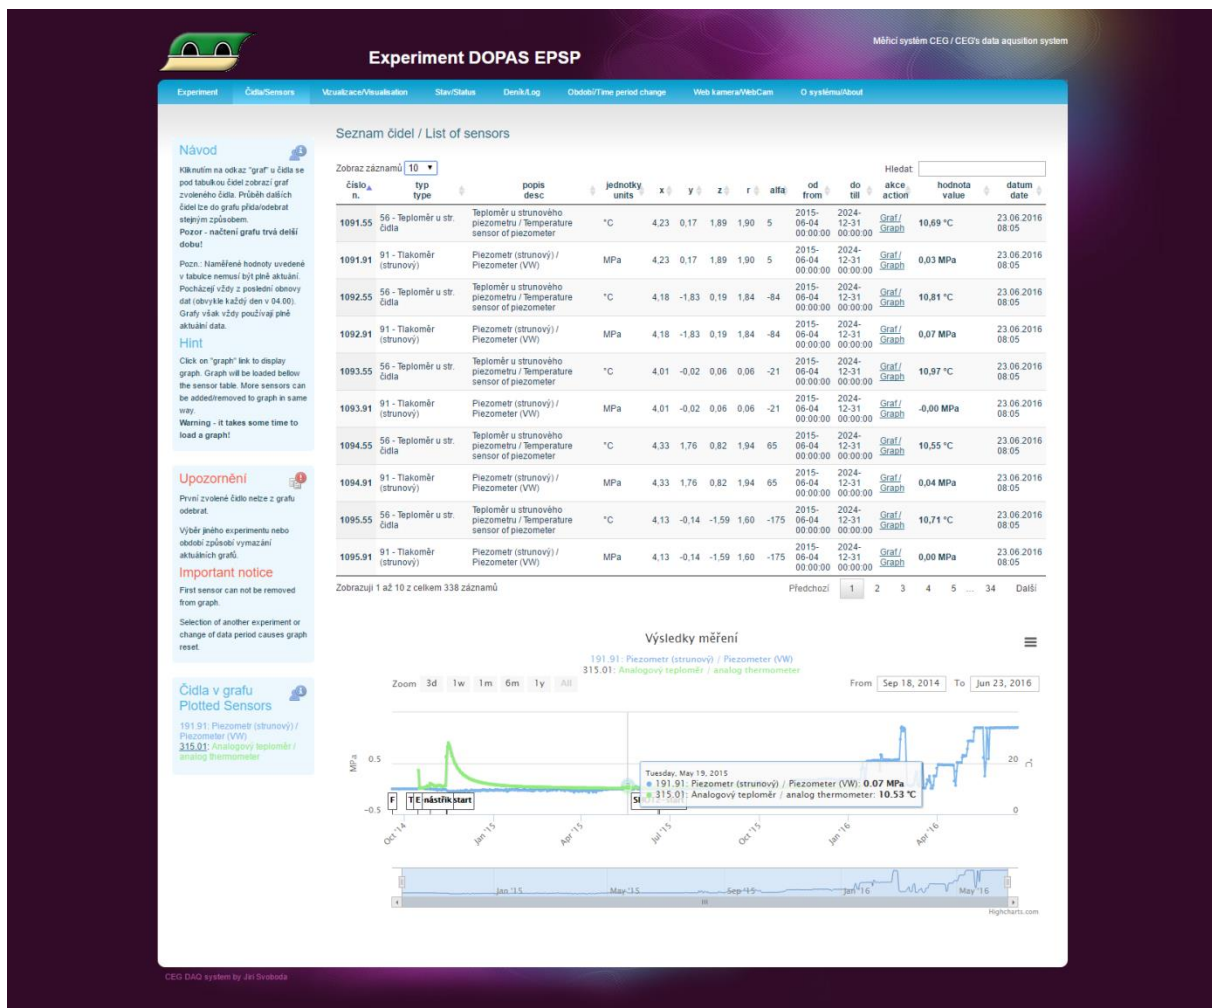 Experiment DOPAS EPSP
Měřicí systém CEG / CEG's data aqusition system
Experiment Čidla/Sensors Vizualizace/Visualisation Stav/Status Deník/Log Období/Time period change Web kamera/WebCam O systému/About
Návod
Kliknutím na odkaz "graf" u čidla se
pod tabulkou čidel zobrazí graf
zvoleného čidla. Průběh dalších
čidel lze do grafu přida/odebrat
stejným způsobem.
Pozor - načtení grafu trvá delší
dobu!
Pozn.: Naměřené hodnoty uvedené
v tabulce nemusí být plně aktuání.
Pocházejí vždy z poslední obnovy
dat (obvykle každý den v 04.00).
Grafy však vždy používají plně
aktuální data.
Hint
Click on "graph" link to display
graph. Graph will be loaded bellow
the sensor table. More sensors can
be added/removed to graph in same
way.
Warning - it takes some time to
load a graph!
Upozornění
První zvolené čidlo nelze z grafu
odebrat.
Výběr jiného experimentu nebo
období způsobí vymazání
aktuálních grafů.
Important notice
First sensor can not be removed
from graph.
Selection of another experiment or
change of data period causes graph
reset.
Čidla v grafu
Plotted Sensors
191.91: Piezometr (strunový) /
Piezometer (VW)
315.01: Analogový teploměr /
analog thermometer
Seznam čidel / List of sensors
Zobraz záznamů 10 Hledat:
číslo typ popis jednotky x y z r alfa od do akce hodnota datum
n. type desc units from till action value date
1091.55 56 - Teploměr u str. čidla Teploměr u strunového piezometru / Temperature sensor of piezometer °C 4,23 0,17 1,89 1,90 5 2015-06-04 00:00:00 2024-12-31 00:00:00 Graf / Graph 10,69 °C 23.06.2016 08:05
1091.91 91 - Tlakoměr (strunový) Piezometr (strunový) / Piezometer (VW) MPa 4,23 0,17 1,89 1,90 5 2015-06-04 00:00:00 2024-12-31 00:00:00 Graf / Graph 0,03 MPa 23.06.2016 08:05
1092.55 56 - Teploměr u str. čidla Teploměr u strunového piezometru / Temperature sensor of piezometer °C 4,18 -1,83 0,19 1,84 -84 2015-06-04 00:00:00 2024-12-31 00:00:00 Graf / Graph 10,81 °C 23.06.2016 08:05
1092.91 91 - Tlakoměr (strunový) Piezometr (strunový) / Piezometer (VW) MPa 4,18 -1,83 0,19 1,84 -84 2015-06-04 00:00:00 2024-12-31 00:00:00 Graf / Graph 0,07 MPa 23.06.2016 08:05
1093.55 56 - Teploměr u str. čidla Teploměr u strunového piezometru / Temperature sensor of piezometer °C 4,01 -0,02 0,06 0,06 -21 2015-06-04 00:00:00 2024-12-31 00:00:00 Graf / Graph 10,97 °C 23.06.2016 08:05
1093.91 91 - Tlakoměr (strunový) Piezometr (strunový) / Piezometer (VW) MPa 4,01 -0,02 0,06 0,06 -21 2015-06-04 00:00:00 2024-12-31 00:00:00 Graf / Graph -0,00 MPa 23.06.2016 08:05
1094.55 56 - Teploměr u str. čidla Teploměr u strunového piezometru / Temperature sensor of piezometer °C 4,33 1,76 0,82 1,94 65 2015-06-04 00:00:00 2024-12-31 00:00:00 Graf / Graph 10,55 °C 23.06.2016 08:05
1094.91 91 - Tlakoměr (strunový) Piezometr (strunový) / Piezometer (VW) MPa 4,33 1,76 0,82 1,94 65 2015-06-04 00:00:00 2024-12-31 00:00:00 Graf / Graph 0,04 MPa 23.06.2016 08:05
1095.55 56 - Teploměr u str. čidla Teploměr u strunového piezometru / Temperature sensor of piezometer °C 4,13 -0,14 -1,59 1,60 -175 2015-06-04 00:00:00 2024-12-31 00:00:00 Graf / Graph 10,71 °C 23.06.2016 08:05
1095.91 91 - Tlakoměr (strunový) Piezometr (strunový) / Piezometer (VW) MPa 4,13 -0,14 -1,59 1,60 -175 2015-06-04 00:00:00 2024-12-31 00:00:00 Graf / Graph 0,00 MPa 23.06.2016 08:05
Zobrazuji 1 až 10 z celkem 338 záznamů Předchozí 1 2 3 4 5 ... 34 Další
Výsledky měření
191.91: Piezometr (strunový) / Piezometer (VW)
315.01: Analogový teploměr / analog thermometer
Zoom 3d 1w 1m 6m 1y All From Sep 18, 2014 To Jun 23, 2016
MPa 0.5 20 °C
Tuesday, May 19, 2015
191.91: Piezometr (strunový) / Piezometer (VW): 0.07 MPa
315.01: Analogový teploměr / analog thermometer: 10.53 °C
F T E nástřik start
-0.5 0
Oct '14 Jan '15 Apr '15 Jul '15 Oct '15 Jan '16 Apr '16
Jan '15 May '15 Sep '15 Jan '16 May '16
Highcharts.com
CEG DAQ system by Jiri Svoboda